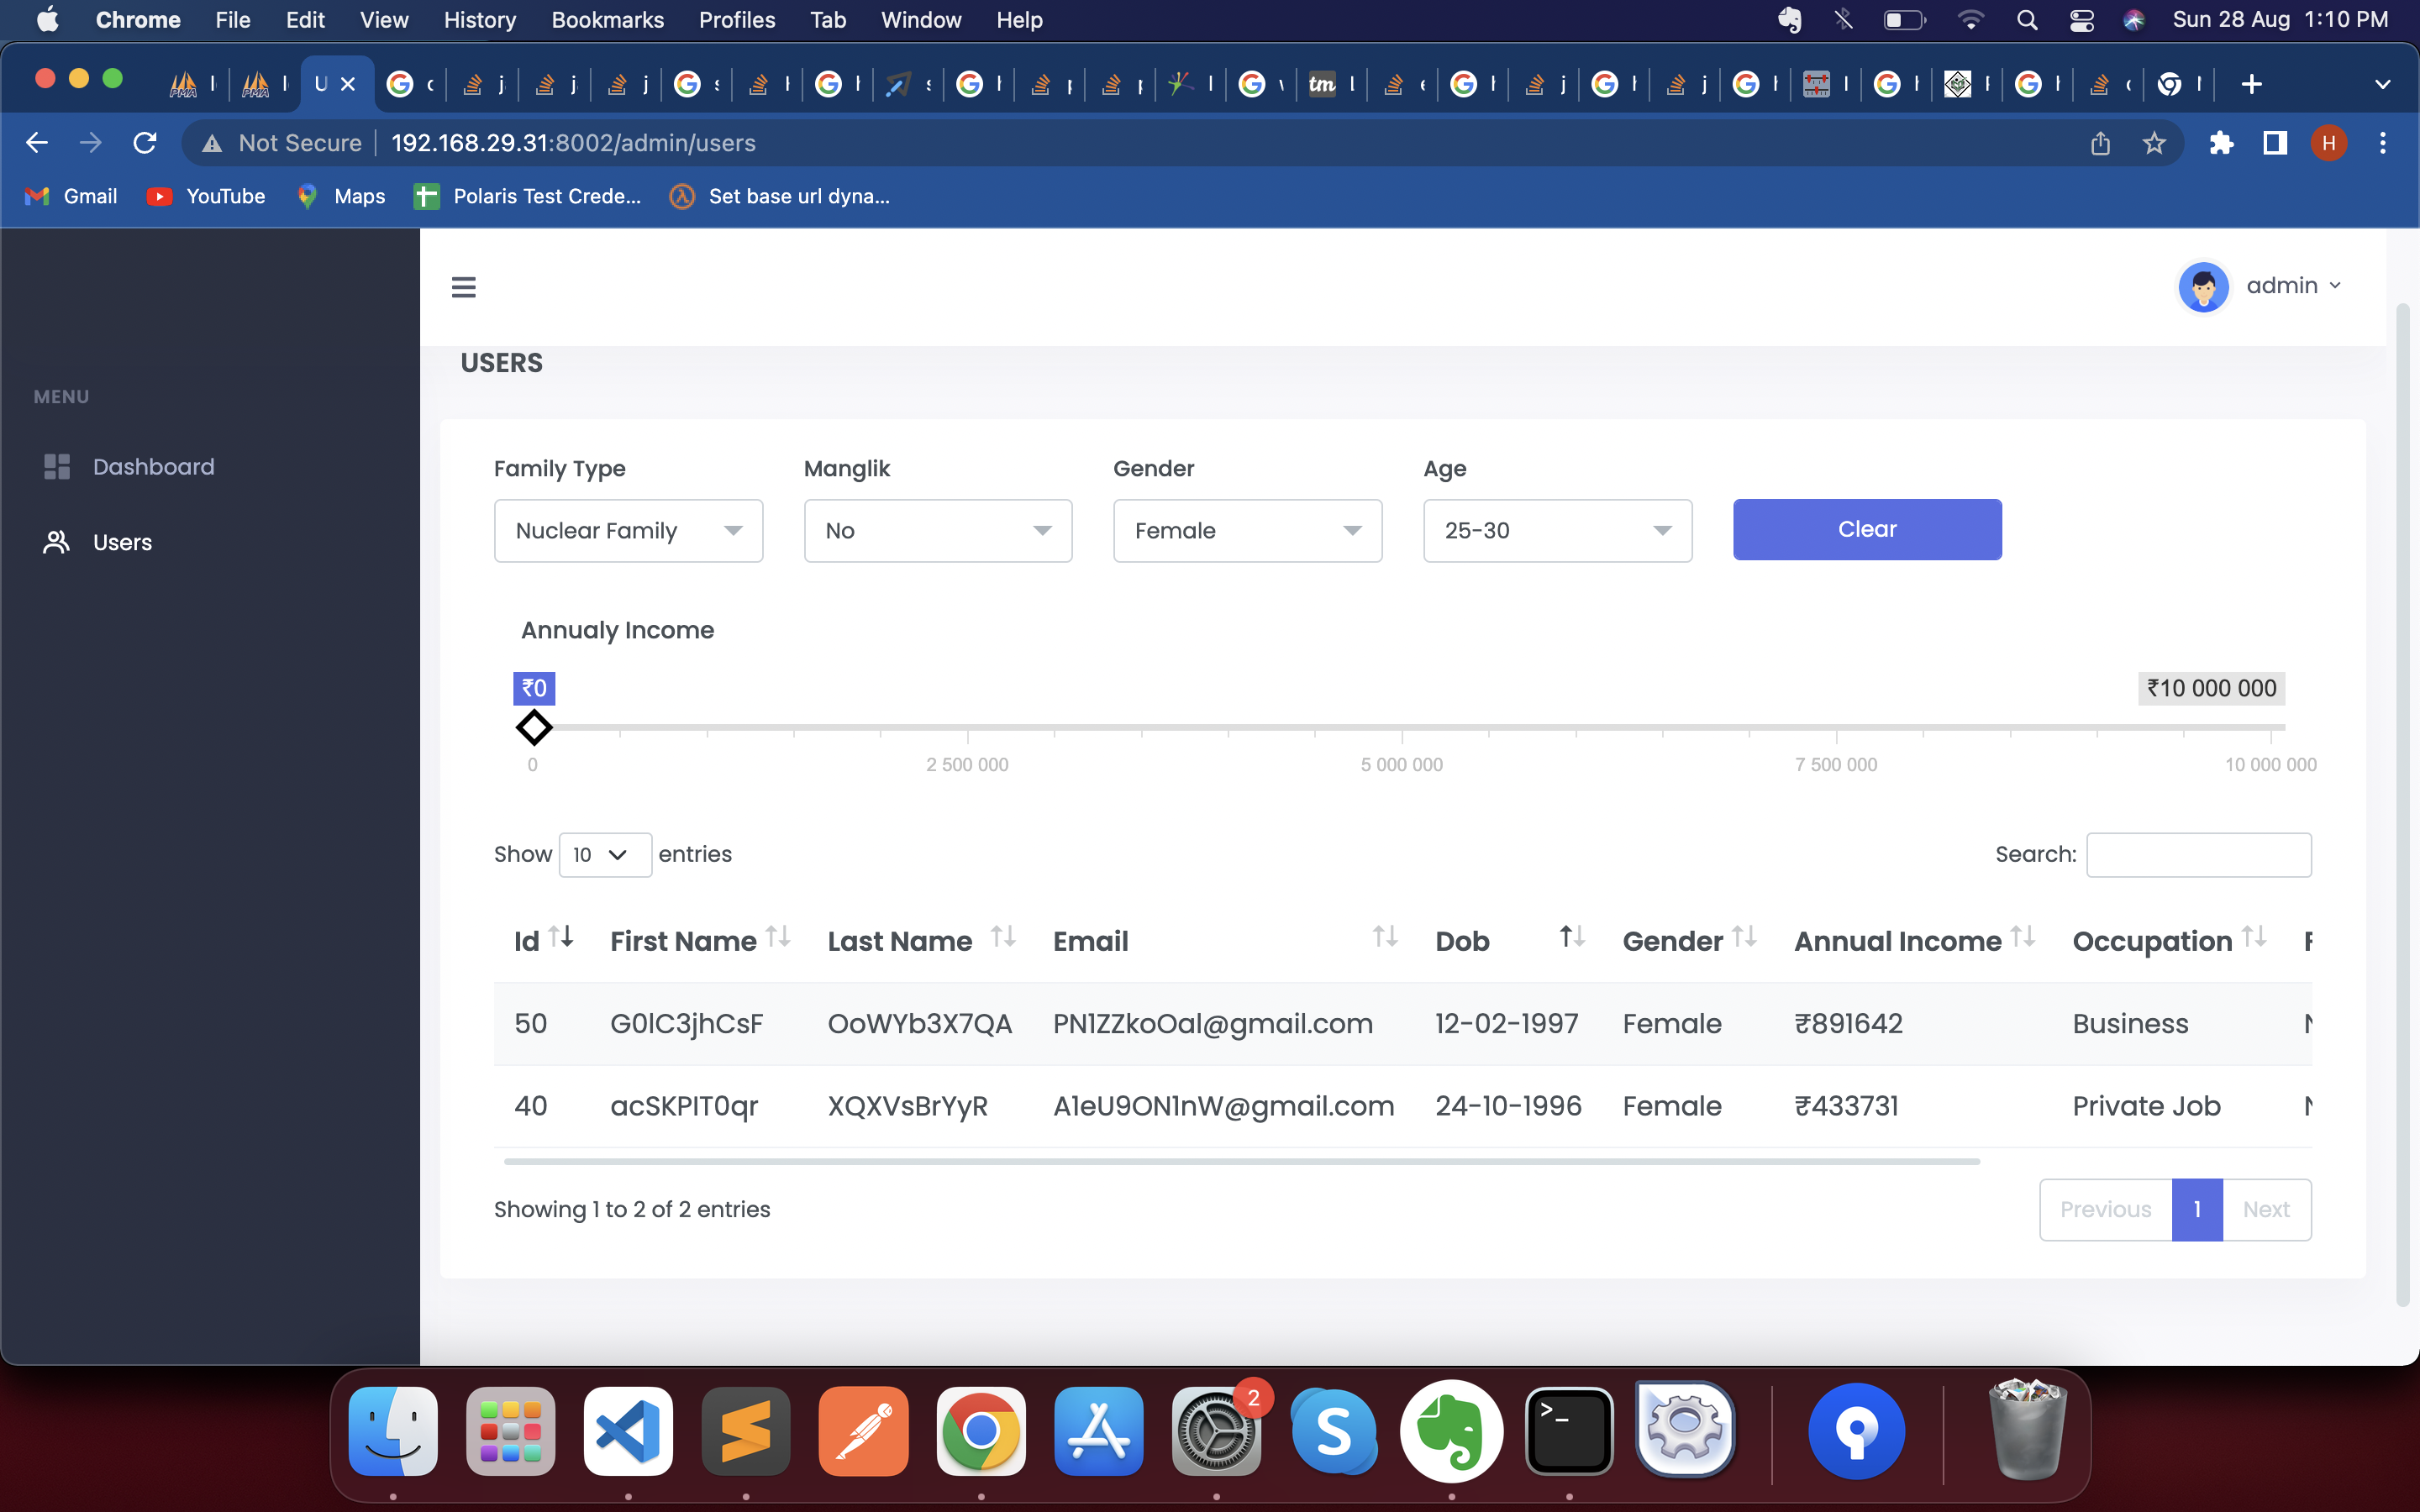 Chrome File Edit View History Bookmarks Profiles Tab Window Help Sun 28 Aug 1:10 PM
U
tm
Not Secure 192.168.29.31:8002/admin/users H
Gmail YouTube Maps Polaris Test Crede... Set base url dyna...
admin
USERS
MENU
Dashboard
Users
Family Type Manglik Gender Age
Nuclear Family No Female 25-30 Clear
Annualy Income
₹0 ₹10 000 000
0 2 500 000 5 000 000 7 500 000 10 000 000
Show 10 entries Search:
Id First Name Last Name Email Dob Gender Annual Income Occupation
50 G0lC3jhCsF OoWYb3X7QA PN1ZZkoOal@gmail.com 12-02-1997 Female ₹891642 Business
40 acSKPIT0qr XQXVsBrYyR A1eU9ON1nW@gmail.com 24-10-1996 Female ₹433731 Private Job
Showing 1 to 2 of 2 entries Previous 1 Next
2
S
>_